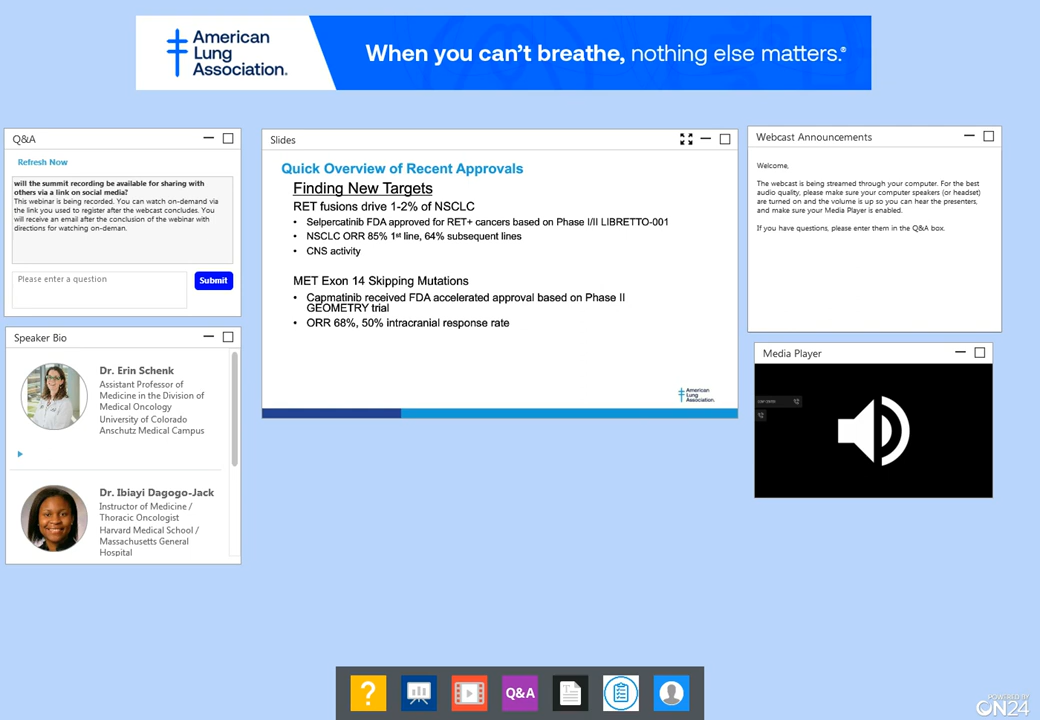 American
Lung
Association.
When you can't breathe, nothing else matters.®
Q&A
Refresh Now
will the summit recording be available for sharing with
others via a link on social media?
This webinar is being recorded. You can watch on-demand via
the link you used to register after the webcast concludes. You
will receive an email after the conclusion of the webinar with
directions for watching on-deman.
Please enter a question
Submit
Speaker Bio
Dr. Erin Schenk
Assistant Professor of
Medicine in the Division of
Medical Oncology
University of Colorado
Anschutz Medical Campus
Dr. Ibiayi Dagogo-Jack
Instructor of Medicine /
Thoracic Oncologist
Harvard Medical School /
Massachusetts General
Hospital
Slides
Quick Overview of Recent Approvals
Finding New Targets
RET fusions drive 1-2% of NSCLC
• Selpercatinib FDA approved for RET+ cancers based on Phase I/II LIBRETTO-001
• NSCLC ORR 85% 1st line, 64% subsequent lines
• CNS activity
MET Exon 14 Skipping Mutations
• Capmatinib received FDA accelerated approval based on Phase II
GEOMETRY trial
• ORR 68%, 50% intracranial response rate
American
Lung
Association.
Webcast Announcements
Welcome,
The webcast is being streamed through your computer. For the best
audio quality, please make sure your computer speakers (or headset)
are turned on and the volume is up so you can hear the presenters,
and make sure your Media Player is enabled.
If you have questions, please enter them in the Q&A box.
Media Player
?
Q&A
POWERED BY
ON24